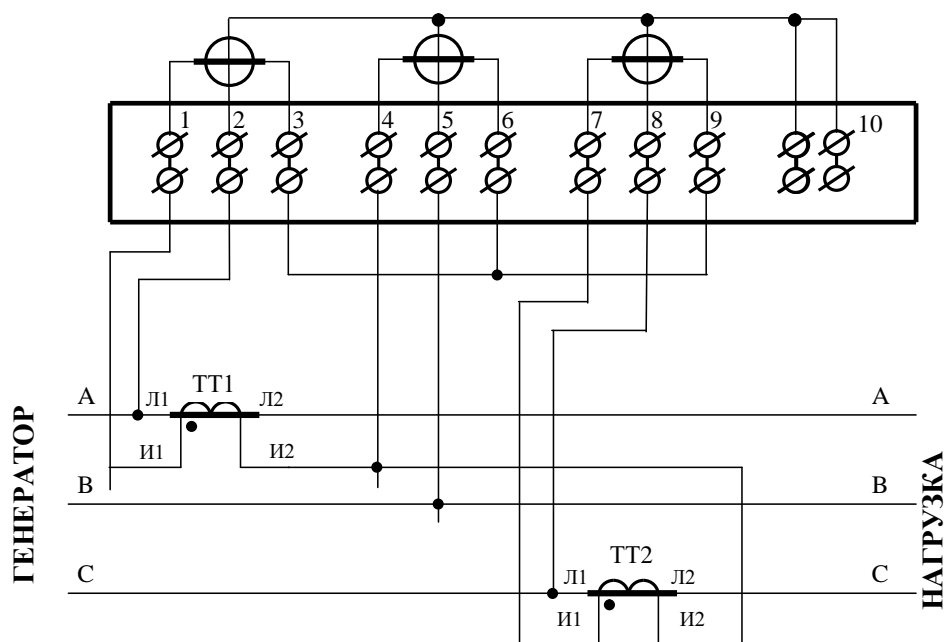 1 2 3 4 5 6 7 8 9 10
ТТ1
А Л1 Л2 А
И1 И2
В В
ТТ2
С Л1 Л2 С
И1 И2
ГЕНЕРАТОР
НАГРУЗКА